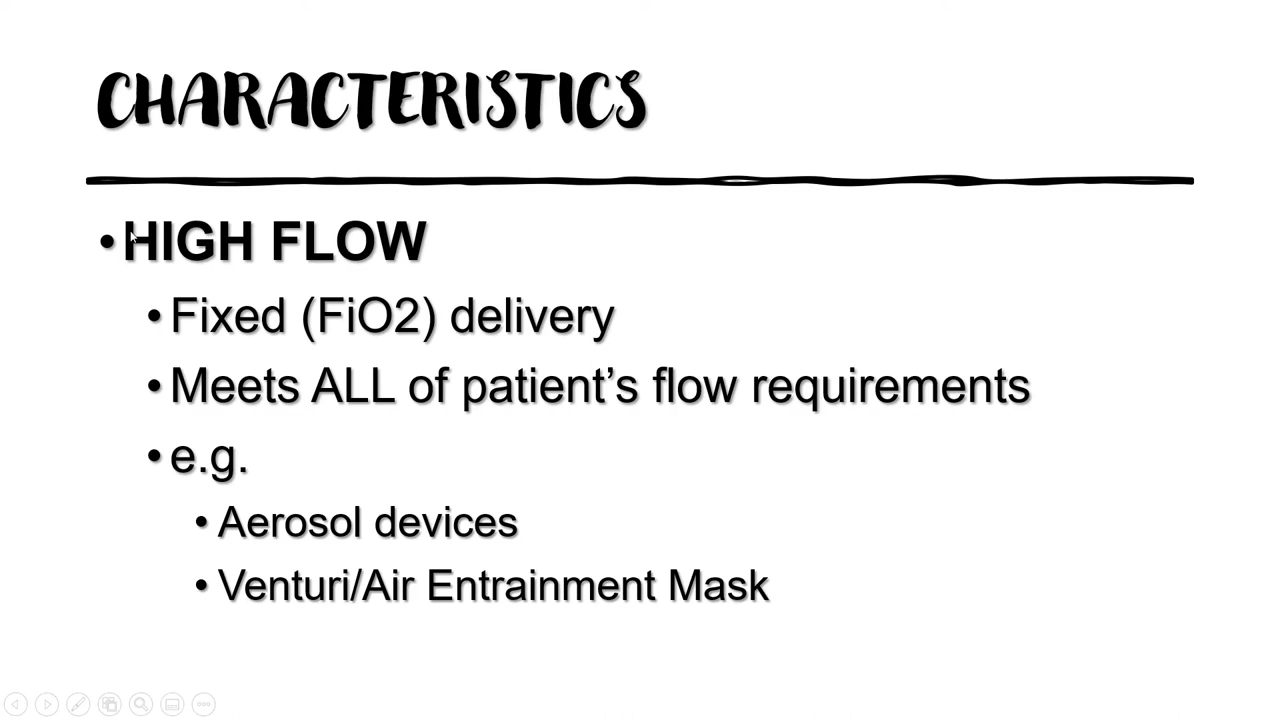 CHARACTERISTICS
• HIGH FLOW
• Fixed (FiO2) delivery
• Meets ALL of patient’s flow requirements
• e.g.
• Aerosol devices
• Venturi/Air Entrainment Mask